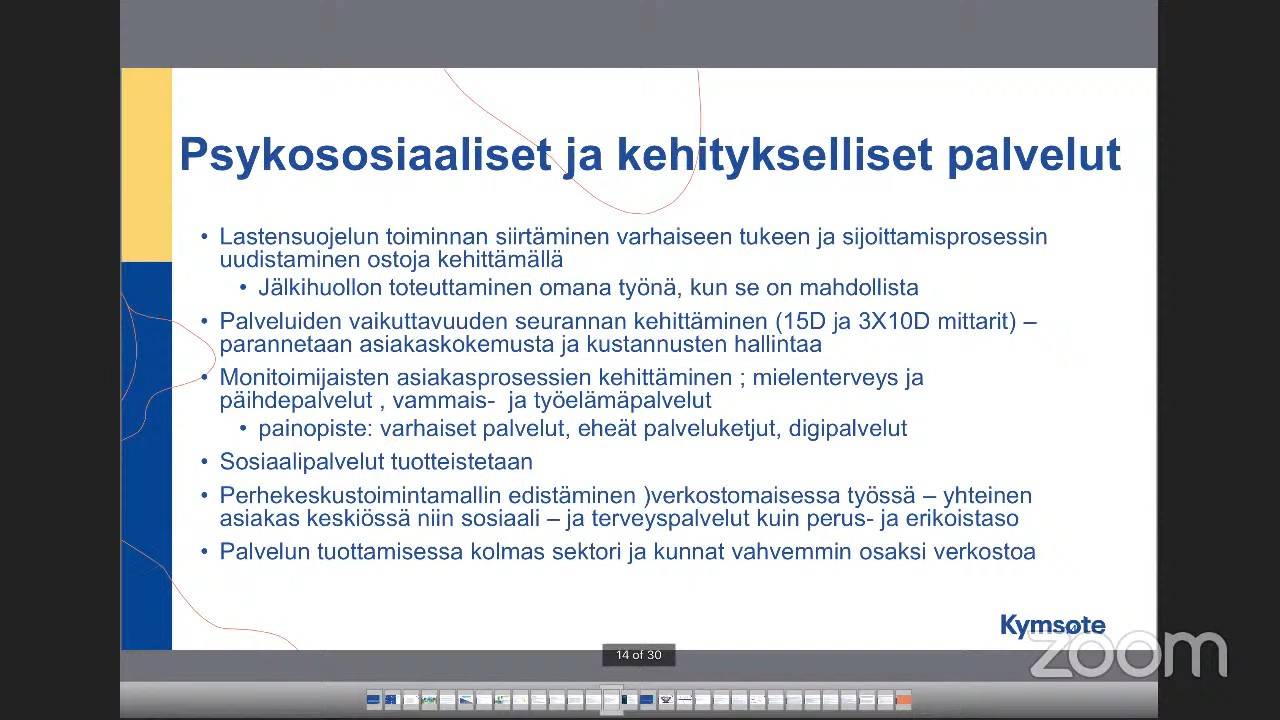 Psykososiaaliset ja kehitykselliset palvelut
• Lastensuojelun toiminnan siirtäminen varhaiseen tukeen ja sijoittamisprosessin
uudistaminen ostoja kehittämällä
• Jälkihuollon toteuttaminen omana työnä, kun se on mahdollista
• Palveluiden vaikuttavuuden seurannan kehittäminen (15D ja 3X10D mittarit) –
parannetaan asiakaskokemusta ja kustannusten hallintaa
• Monitoimijaisten asiakasprosessien kehittäminen ; mielenterveys ja
päihdepalvelut , vammais- ja työelämäpalvelut
• painopiste: varhaiset palvelut, eheät palveluketjut, digipalvelut
• Sosiaalipalvelut tuotteistetaan
• Perhekeskustoimintamallin edistäminen )verkostomaisessa työssä – yhteinen
asiakas keskiössä niin sosiaali – ja terveyspalvelut kuin perus- ja erikoistaso
• Palvelun tuottamisessa kolmas sektori ja kunnat vahvemmin osaksi verkostoa
Kymsote
zoom
14 of 30